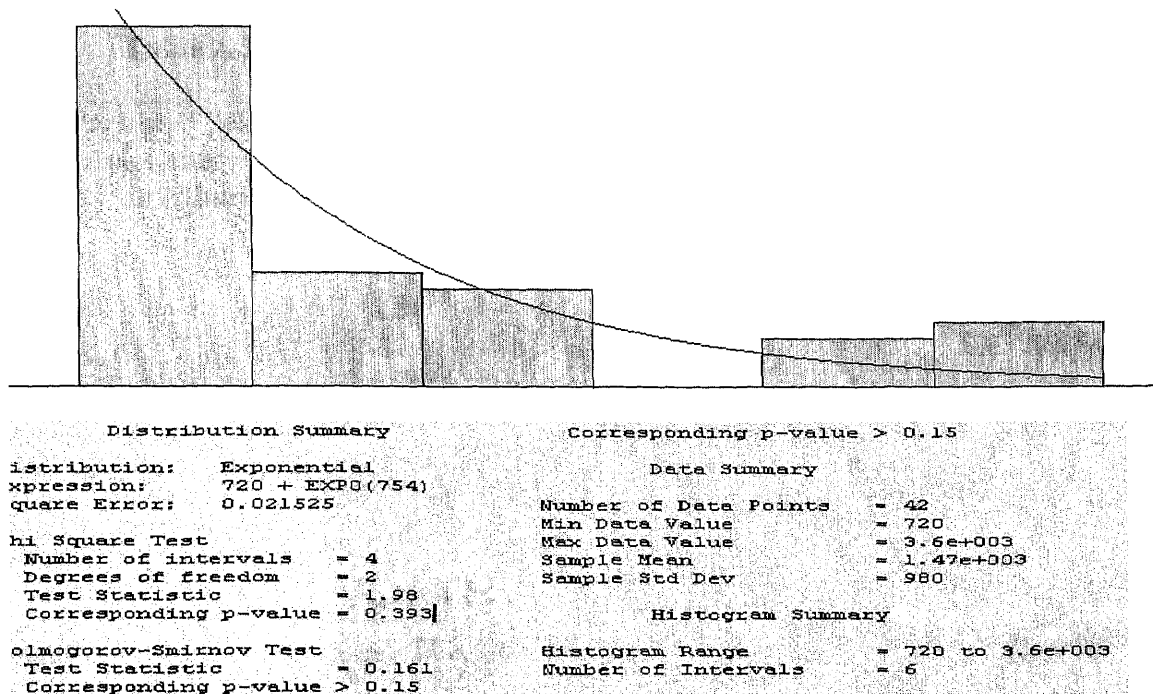 Distribution Summary
istribution: Exponential
xpression: 720 + EXPO(754)
quare Error: 0.021525
hi Square Test
Number of intervals = 4
Degrees of freedom = 2
Test Statistic = 1.98
Corresponding p-value = 0.393
olmogorov-Smirnov Test
Test Statistic = 0.161
Corresponding p-value > 0.15
Corresponding p-value > 0.15
Data Summary
Number of Data Points = 42
Min Data Value = 720
Max Data Value = 3.6e+003
Sample Mean = 1.47e+003
Sample Std Dev = 980
Histogram Summary
Histogram Range = 720 to 3.6e+003
Number of Intervals = 6